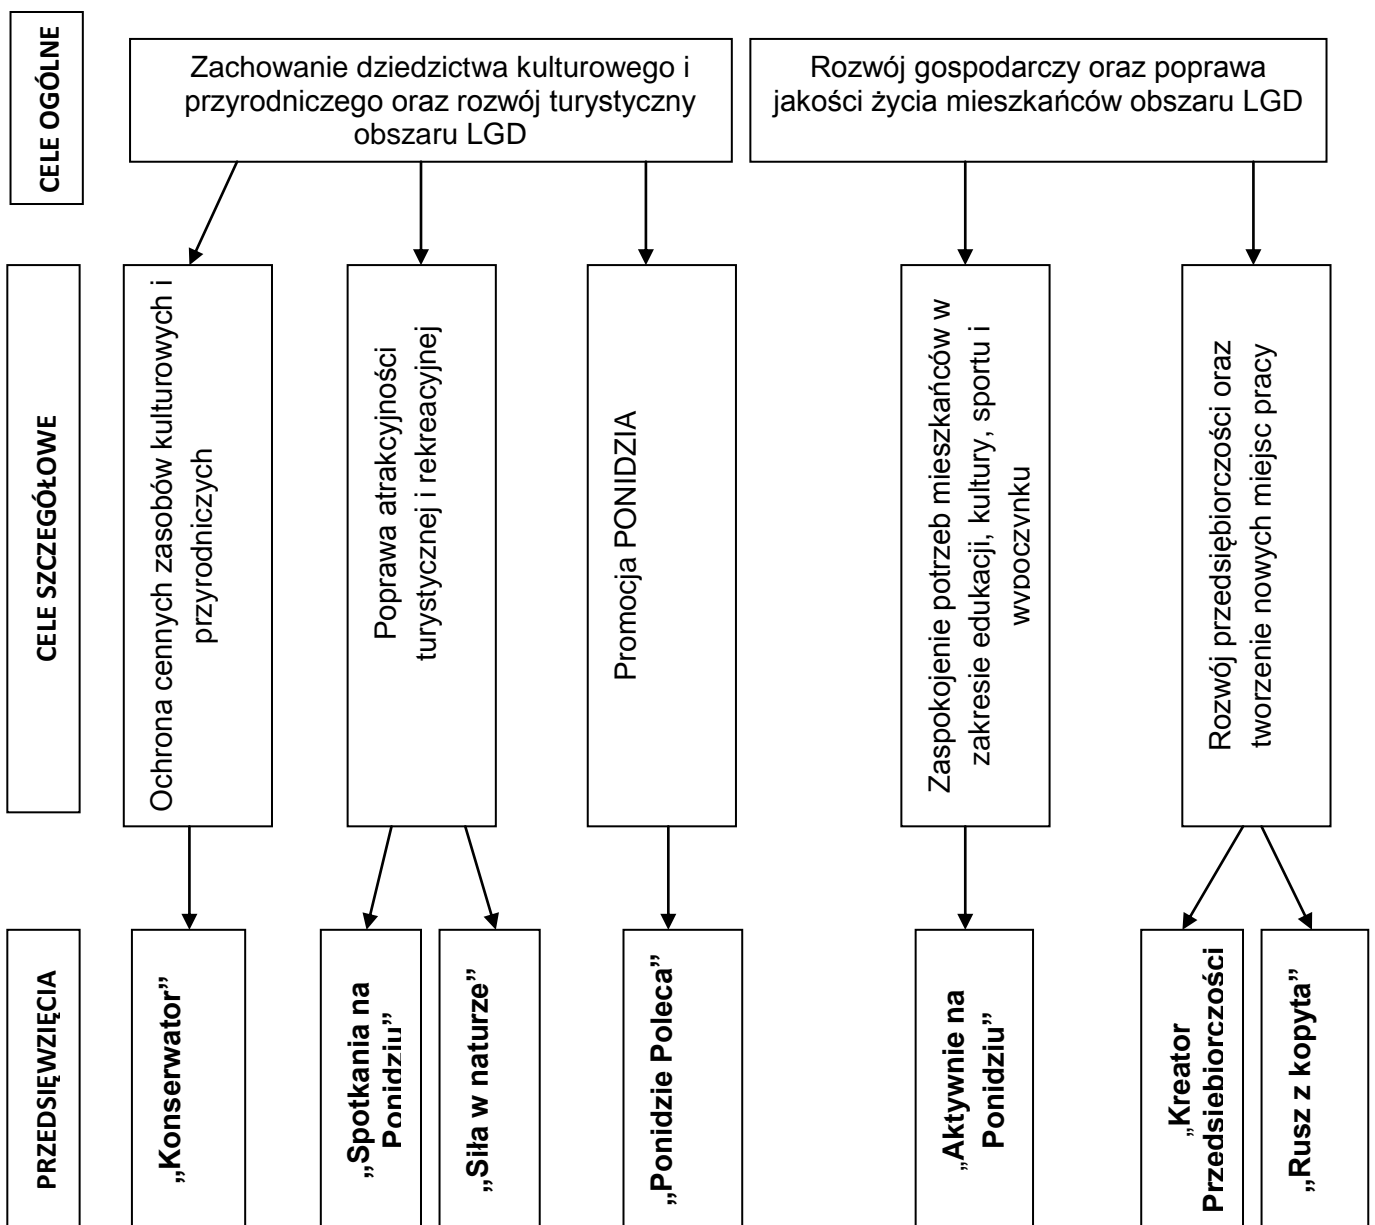 CELE OGÓLNE
Zachowanie dziedzictwa kulturowego i
przyrodniczego oraz rozwój turystyczny
obszaru LGD
Rozwój gospodarczy oraz poprawa
jakości życia mieszkańców obszaru LGD
CELE SZCZEGÓŁOWE
Ochrona cennych zasobów kulturowych i
przyrodniczych
Poprawa atrakcyjności
turystycznej i rekreacyjnej
Promocja PONIDZIA
Zaspokojenie potrzeb mieszkańców w
zakresie edukacji, kultury, sportu i
wypoczynku
Rozwój przedsiębiorczości oraz
tworzenie nowych miejsc pracy
PRZEDSIĘWZIĘCIA
„Konserwator”
„Spotkania na
Ponidziu”
„Siła w naturze”
„Ponidzie Poleca”
„Aktywnie na
Ponidziu”
„Kreator
Przedsiebiorczości
„Rusz z kopyta”